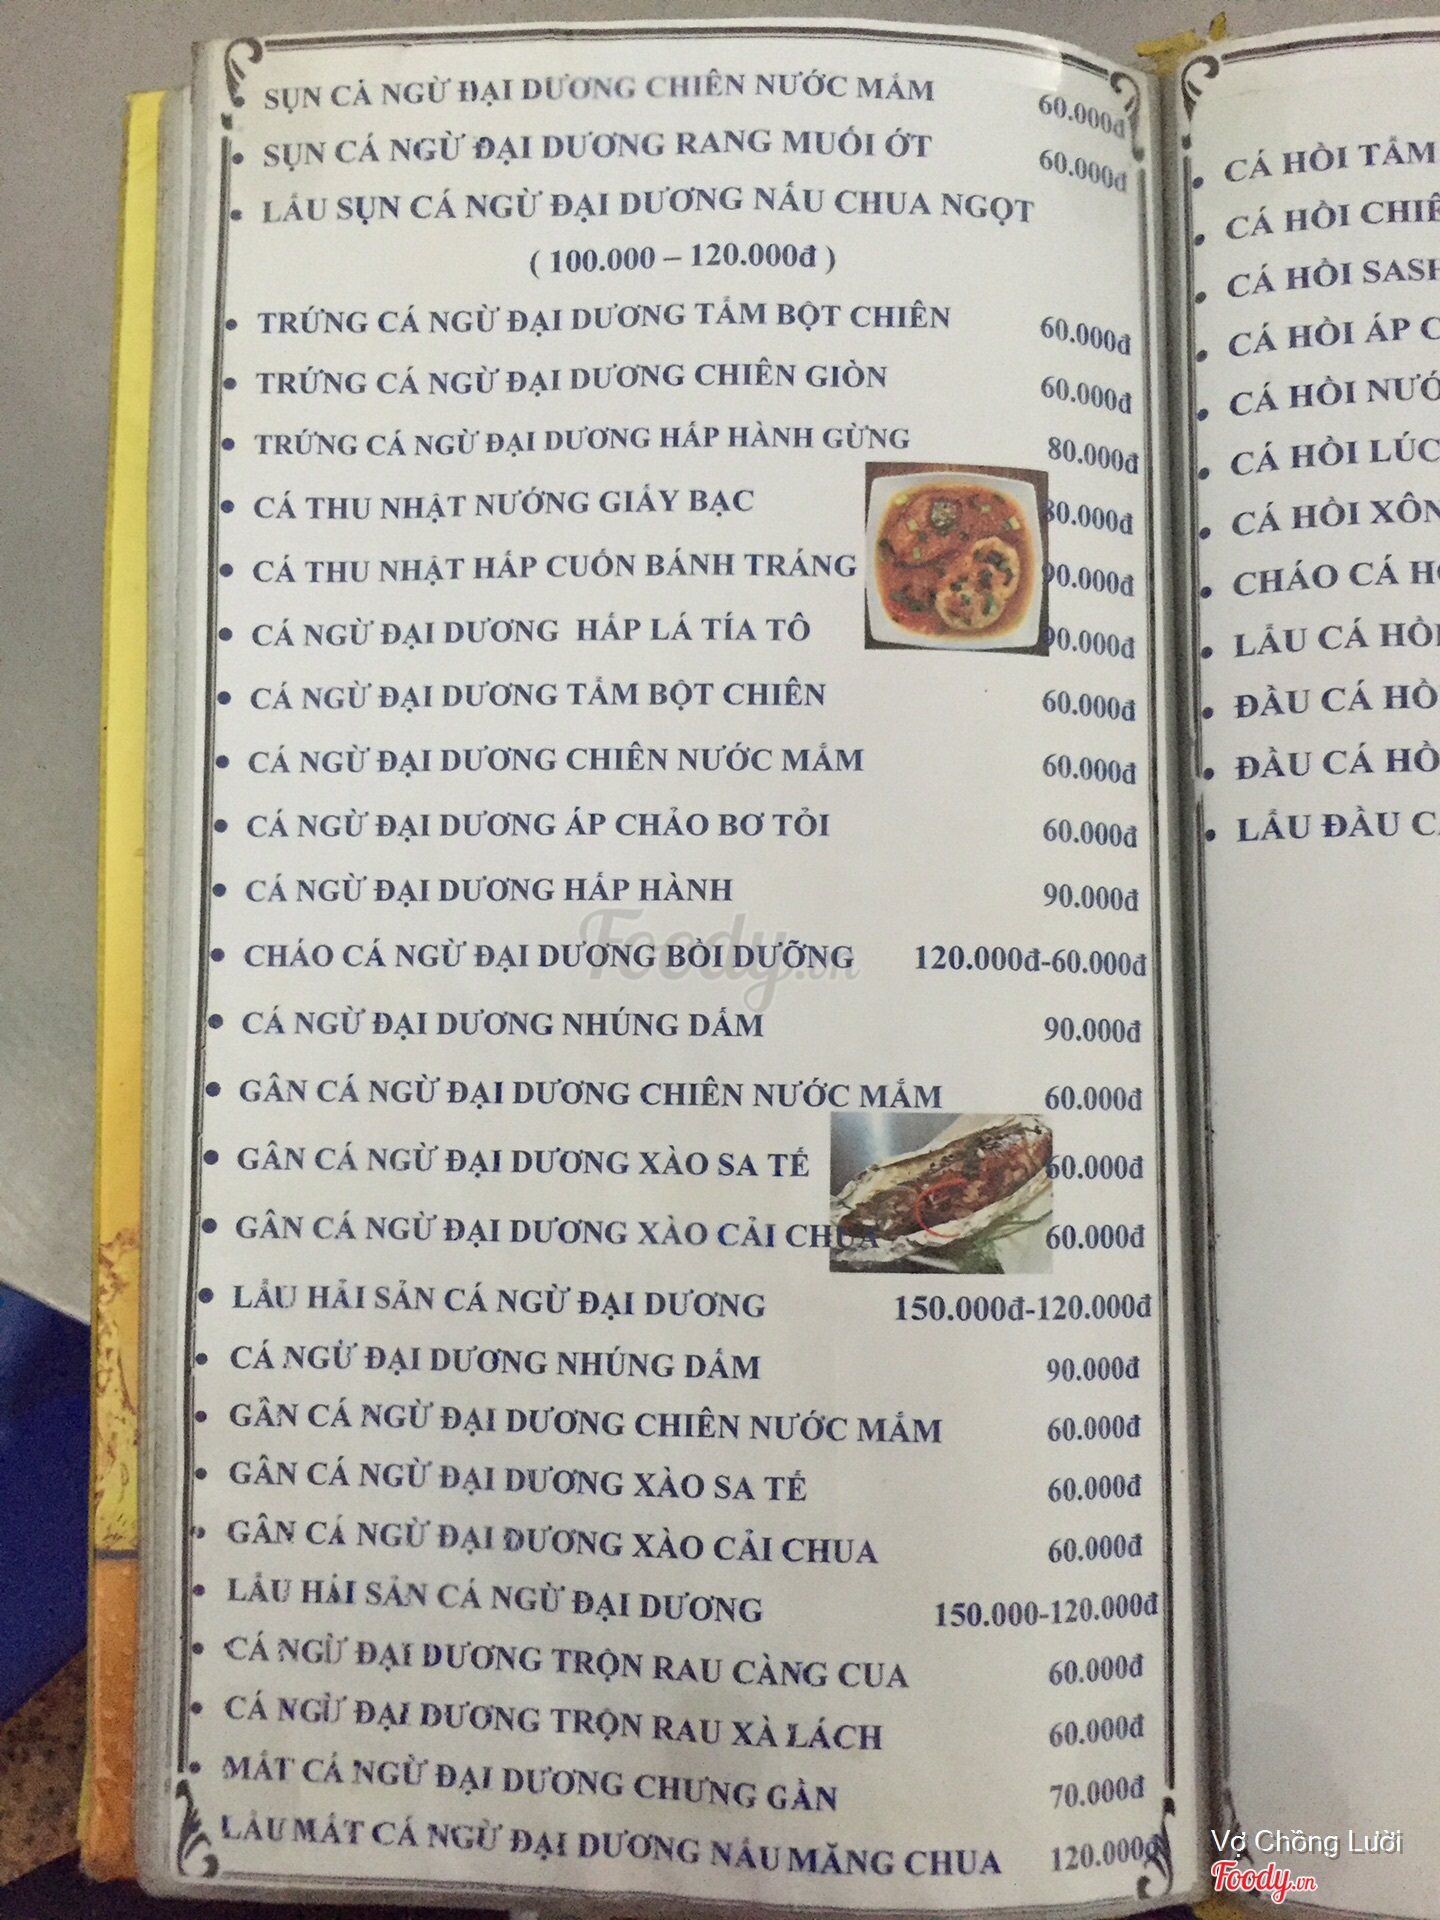 SỤN CÁ NGỪ ĐẠI DƯƠNG CHIÊN NƯỚC MẮM 60.000đ
SỤN CÁ NGỪ ĐẠI DƯƠNG RANG MUỐI ỚT 60.000đ
LẨU SỤN CÁ NGỪ ĐẠI DƯƠNG NẤU CHUA NGỌT
( 100.000 – 120.000đ )
TRỨNG CÁ NGỪ ĐẠI DƯƠNG TẨM BỘT CHIÊN 60.000đ
TRỨNG CÁ NGỪ ĐẠI DƯƠNG CHIÊN GIÒN 60.000đ
TRỨNG CÁ NGỪ ĐẠI DƯƠNG HẤP HÀNH GỪNG 80.000đ
CÁ THU NHẬT NƯỚNG GIẤY BẠC 80.000đ
CÁ THU NHẬT HẤP CUỐN BÁNH TRÁNG 90.000đ
CÁ NGỪ ĐẠI DƯƠNG HẤP LÁ TÍA TÔ 90.000đ
CÁ NGỪ ĐẠI DƯƠNG TẨM BỘT CHIÊN 60.000đ
CÁ NGỪ ĐẠI DƯƠNG CHIÊN NƯỚC MẮM 60.000đ
CÁ NGỪ ĐẠI DƯƠNG ÁP CHẢO BƠ TỎI 60.000đ
CÁ NGỪ ĐẠI DƯƠNG HẤP HÀNH 90.000đ
CHÁO CÁ NGỪ ĐẠI DƯƠNG BỒI DƯỠNG 120.000đ-60.000đ
CÁ NGỪ ĐẠI DƯƠNG NHÚNG DẤM 90.000đ
GÂN CÁ NGỪ ĐẠI DƯƠNG CHIÊN NƯỚC MẮM 60.000đ
GÂN CÁ NGỪ ĐẠI DƯƠNG XÀO SA TẾ 60.000đ
GÂN CÁ NGỪ ĐẠI DƯƠNG XÀO CẢI CHUA 60.000đ
LẨU HẢI SẢN CÁ NGỪ ĐẠI DƯƠNG 150.000đ-120.000đ
CÁ NGỪ ĐẠI DƯƠNG NHÚNG DẤM 90.000đ
GÂN CÁ NGỪ ĐẠI DƯƠNG CHIÊN NƯỚC MẮM 60.000đ
GÂN CÁ NGỪ ĐẠI DƯƠNG XÀO SA TẾ 60.000đ
GÂN CÁ NGỪ ĐẠI DƯƠNG XÀO CẢI CHUA 60.000đ
LẨU HẢI SẢN CÁ NGỪ ĐẠI DƯƠNG 150.000-120.000đ
CÁ NGỪ ĐẠI DƯƠNG TRỘN RAU CÀNG CUA 60.000đ
CÁ NGỪ ĐẠI DƯƠNG TRỘN RAU XÀ LÁCH 60.000đ
MẮT CÁ NGỪ ĐẠI DƯƠNG CHƯNG GÂN 70.000đ
LẨU MẮT CÁ NGỪ ĐẠI DƯƠNG NẤU MĂNG CHUA 120.000đ
CÁ HỒI TẨM
CÁ HỒI
CÁ HỒI
CÁ HỒI ÁP
CÁ HỒI
CÁ HỒI
CÁ HỒI
CHÁO CÁ
LẨU CÁ
ĐẦU CÁ
ĐẦU CÁ
LẨU ĐẦU
Foody.vn
Vợ Chồng Lười
Foody.vn